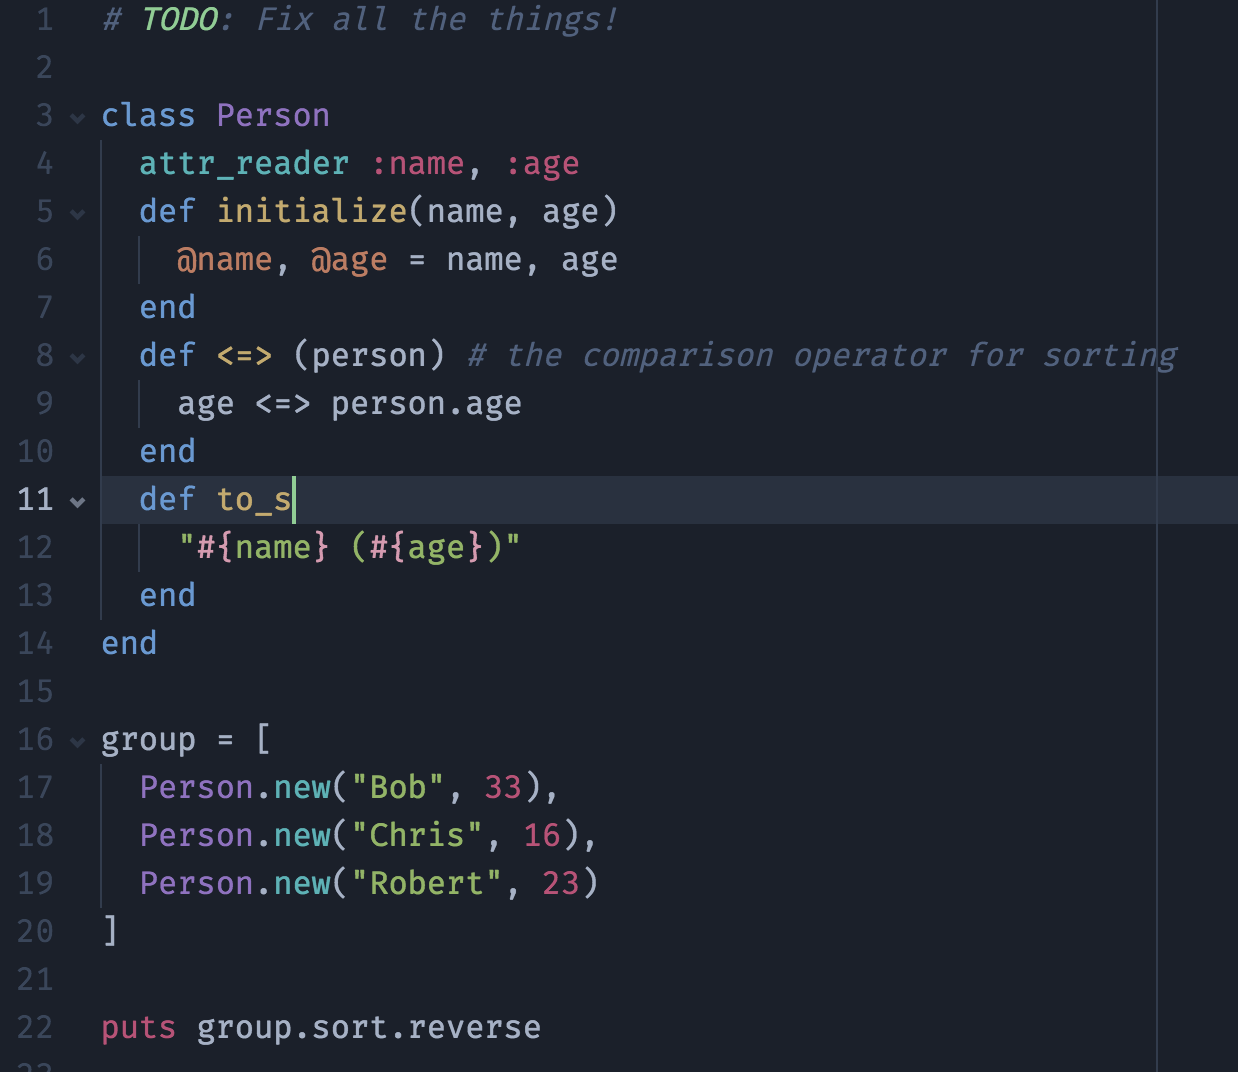 1 # TODO: Fix all the things!
2
3 class Person
4   attr_reader :name, :age
5   def initialize(name, age)
6     @name, @age = name, age
7   end
8   def <=> (person) # the comparison operator for sorting
9     age <=> person.age
10   end
11   def to_s
12     "#{name} (#{age})"
13   end
14 end
15
16 group = [
17   Person.new("Bob", 33),
18   Person.new("Chris", 16),
19   Person.new("Robert", 23)
20 ]
21
22 puts group.sort.reverse